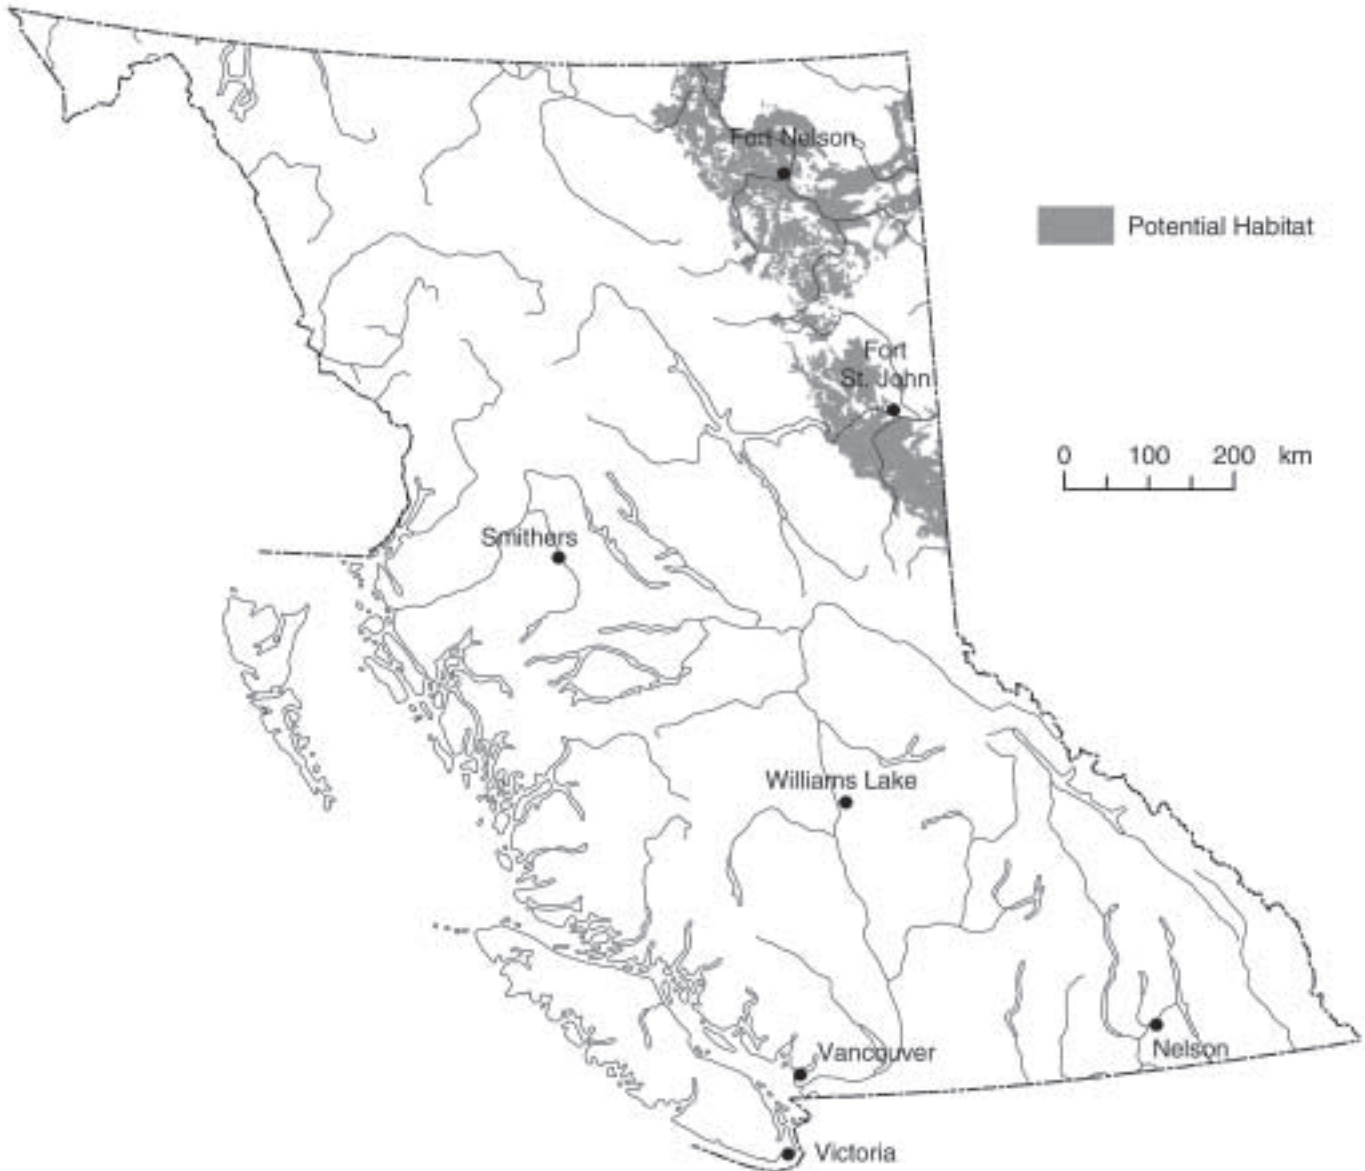 Fort Nelson
Potential Habitat
Fort
St. John
0 100 200 km
Smithers
Williams Lake
Vancouver
Nelson
Victoria